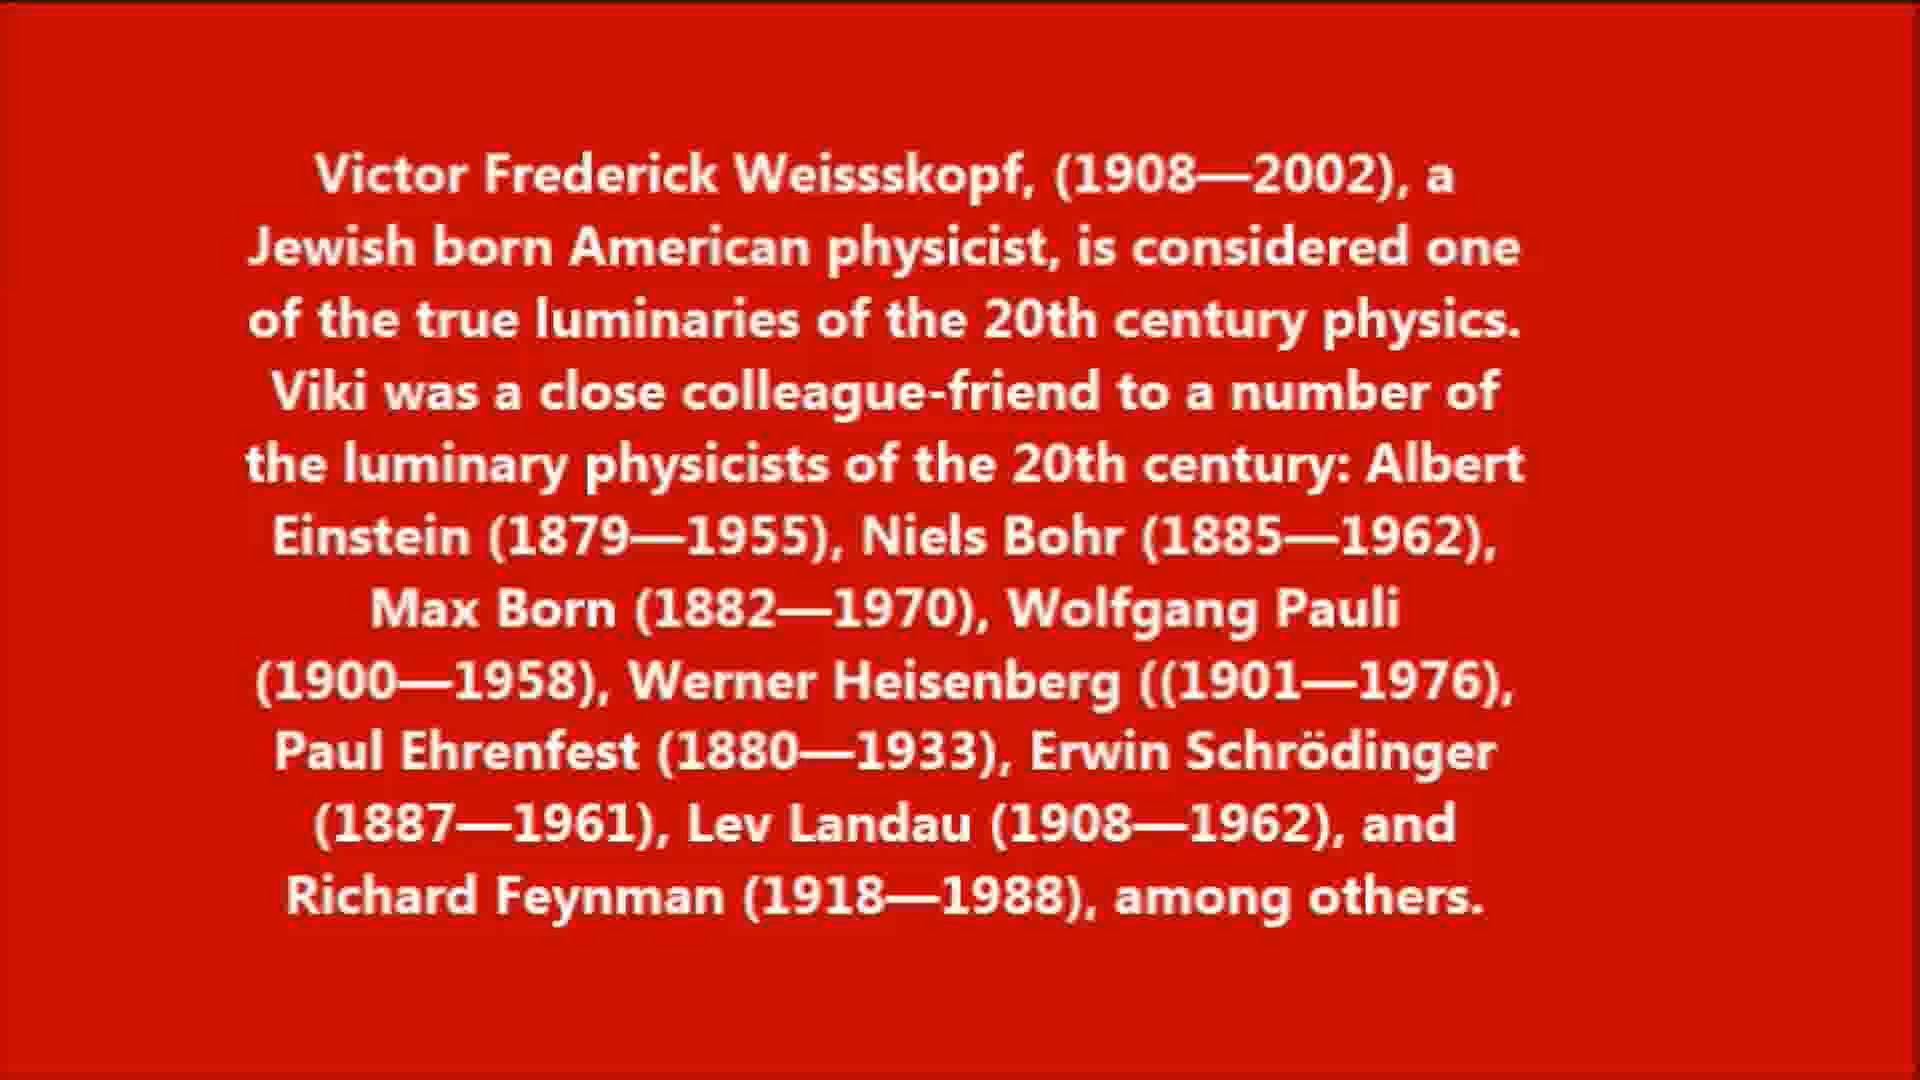 Victor Frederick Weissskopf, (1908—2002), a
Jewish born American physicist, is considered one
of the true luminaries of the 20th century physics.
Viki was a close colleague-friend to a number of
the luminary physicists of the 20th century: Albert
Einstein (1879—1955), Niels Bohr (1885—1962),
Max Born (1882—1970), Wolfgang Pauli
(1900—1958), Werner Heisenberg ((1901—1976),
Paul Ehrenfest (1880—1933), Erwin Schrödinger
(1887—1961), Lev Landau (1908—1962), and
Richard Feynman (1918—1988), among others.